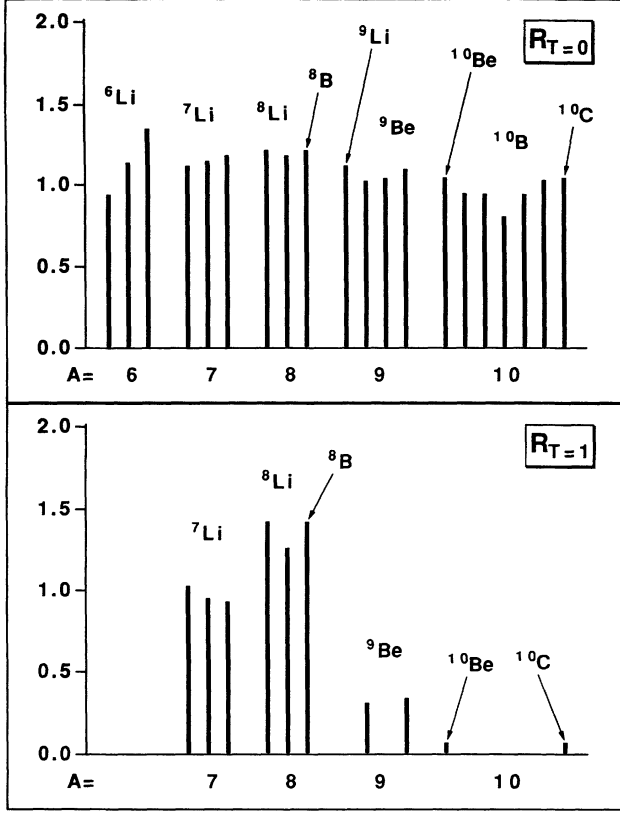 2.0
R_{T=0}
⁹Li
¹⁰Be
⁸B
⁶Li
⁷Li
⁸Li
1.5
⁹Be
¹⁰B
¹⁰C
1.0
0.5
0.0
A= 6 7 8 9 10
2.0
R_{T=1}
⁸B
⁸Li
1.5
⁷Li
1.0
⁹Be
¹⁰Be ¹⁰C
0.5
0.0
A= 7 8 9 10